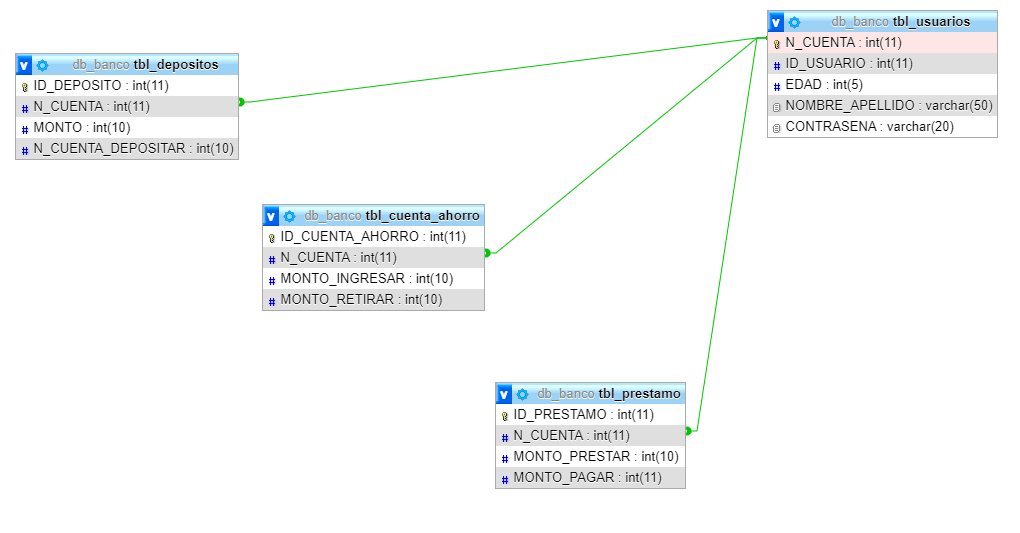 db_banco tbl_usuarios
N_CUENTA : int(11)
ID_USUARIO : int(11)
EDAD : int(5)
NOMBRE_APELLIDO : varchar(50)
CONTRASENA : varchar(20)
db_banco tbl_depositos
ID_DEPOSITO : int(11)
N_CUENTA : int(11)
MONTO : int(10)
N_CUENTA_DEPOSITAR : int(10)
db_banco tbl_cuenta_ahorro
ID_CUENTA_AHORRO : int(11)
N_CUENTA : int(11)
MONTO_INGRESAR : int(10)
MONTO_RETIRAR : int(10)
db_banco tbl_prestamo
ID_PRESTAMO : int(11)
N_CUENTA : int(11)
MONTO_PRESTAR : int(10)
MONTO_PAGAR : int(11)